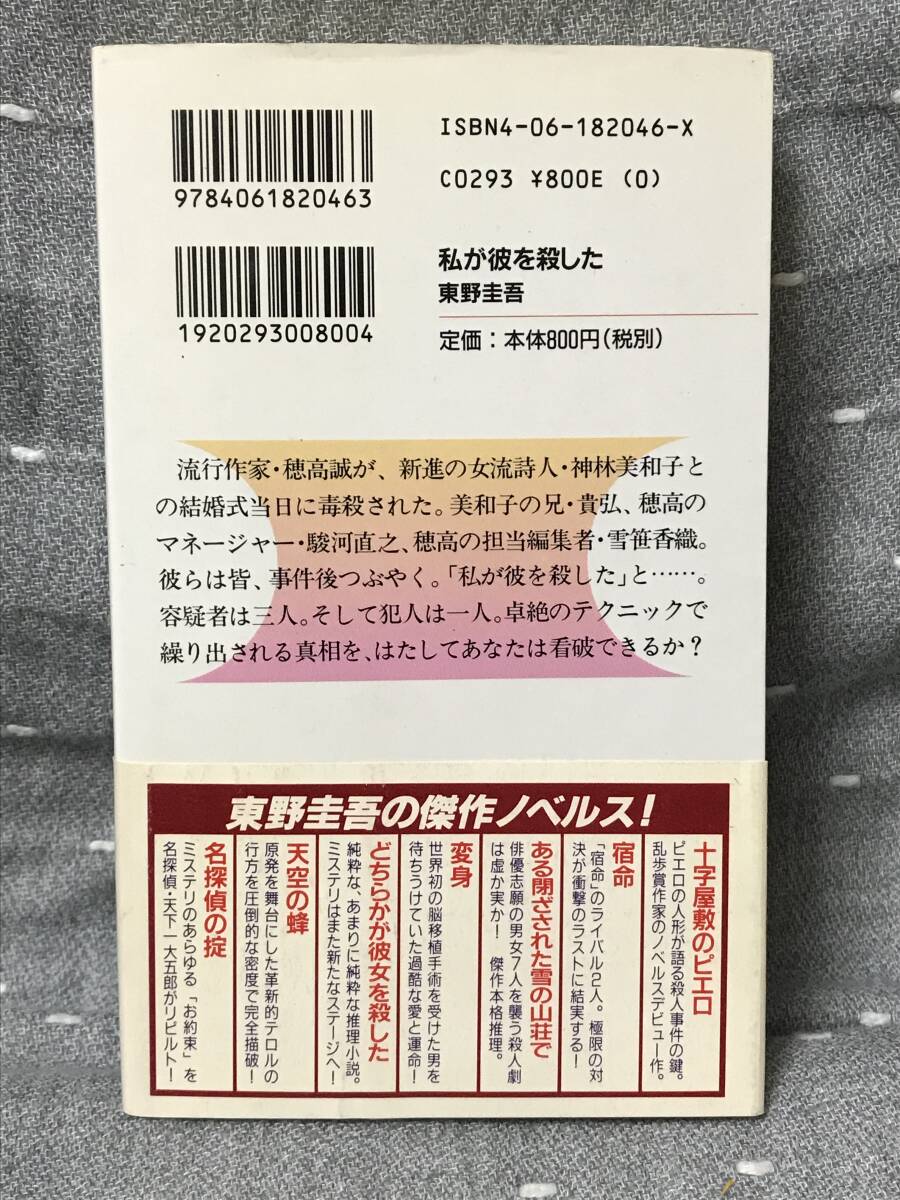 ISBN4-06-182046-X
9784061820463
C0293 ¥800E (0)
1920293008004
私が彼を殺した
東野圭吾
定価：本体800円（税別）
流行作家・穂高誠が、新進の女流詩人・神林美和子と
の結婚式当日に毒殺された。美和子の兄・貴弘、穂高の
マネージャー・駿河直之、穂高の担当編集者・雪笹香織。
彼らは皆、事件後つぶやく。「私が彼を殺した」と……。
容疑者は三人。そして犯人は一人。卓絶のテクニックで
繰り出される真相を、はたしてあなたは看破できるか？
東野圭吾の傑作ノベルス！
十字屋敷のピエロ
ピエロの人形が語る殺人事件の鍵。
乱歩賞作家のノベルスデビュー作。
宿命
「宿命」のライバル2人。極限の対
決が衝撃のラストに結実する！
ある閉ざされた雪の山荘で
俳優志願の男女7人を襲う殺人劇
は虚か実か！　傑作本格推理。
変身
世界初の脳移植手術を受けた男を
待ちうけていた過酷な愛と運命！
どちらかが彼女を殺した
純粋な、あまりに純粋な推理小説。
ミステリはまた新たなステージへ！
天空の蜂
原発を舞台にした革新的テロルの
行方を圧倒的な密度で完全描破！
名探偵の掟
ミステリのあらゆる「お約束」を
名探偵・天下一大五郎がリビルト！